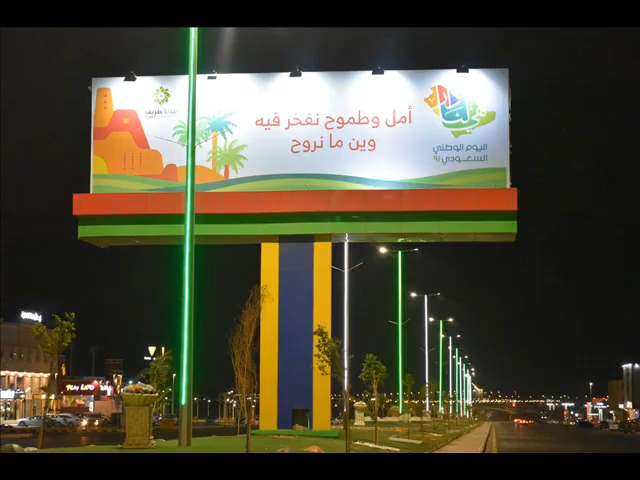 أمل وطموح نفخر فيه
وين ما نروح
هي لنا دار
اليوم الوطني
السعودي ٩١
بلدية طريف